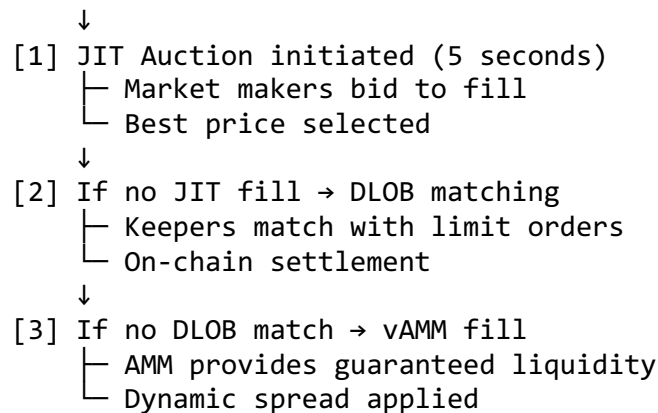 ↓
[1] JIT Auction initiated (5 seconds)
├─ Market makers bid to fill
└─ Best price selected
↓
[2] If no JIT fill → DLOB matching
├─ Keepers match with limit orders
└─ On-chain settlement
↓
[3] If no DLOB match → vAMM fill
├─ AMM provides guaranteed liquidity
└─ Dynamic spread applied